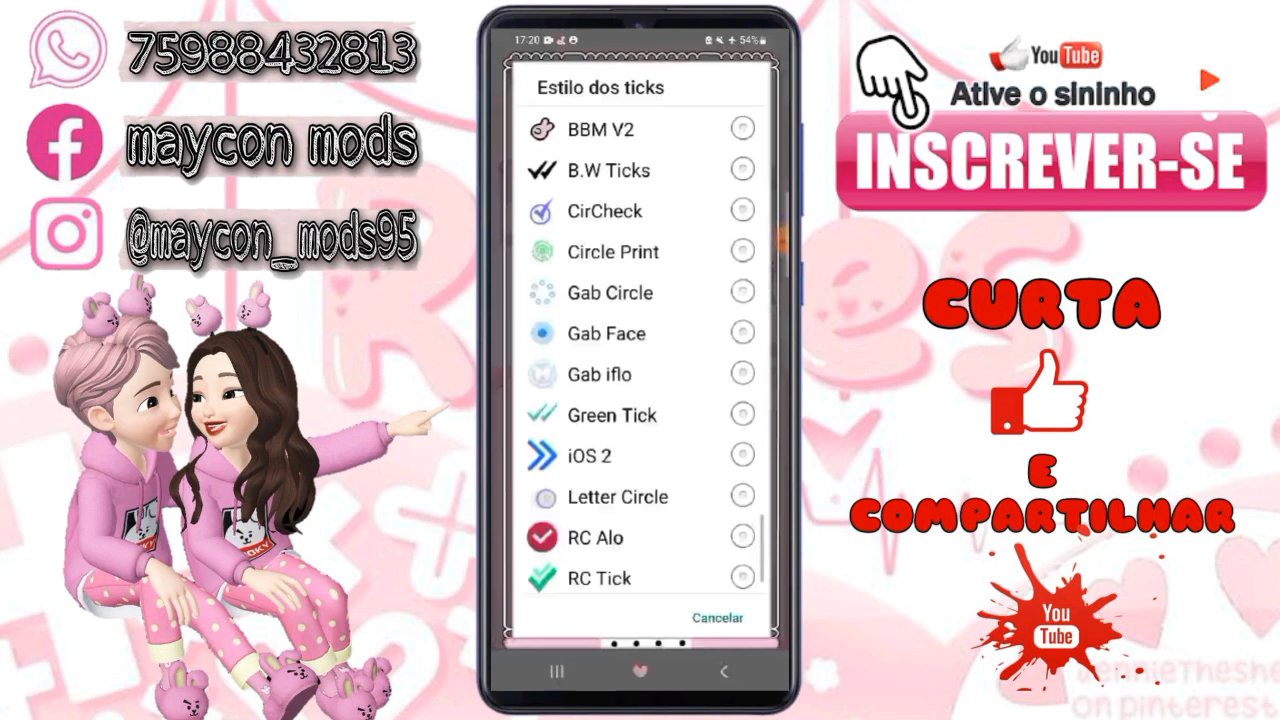 75988432813
maycon mods
@maycon_mods95
17:20
54%
Estilo dos ticks
BBM V2
B.W Ticks
CirCheck
Circle Print
Gab Circle
Gab Face
Gab iflo
Green Tick
iOS 2
Letter Circle
RC Alo
RC Tick
Cancelar
YouTube
Ative o sininho
INSCREVER-SE
CURTA
E
COMPARTILHAR
You
Tube
on pinterest